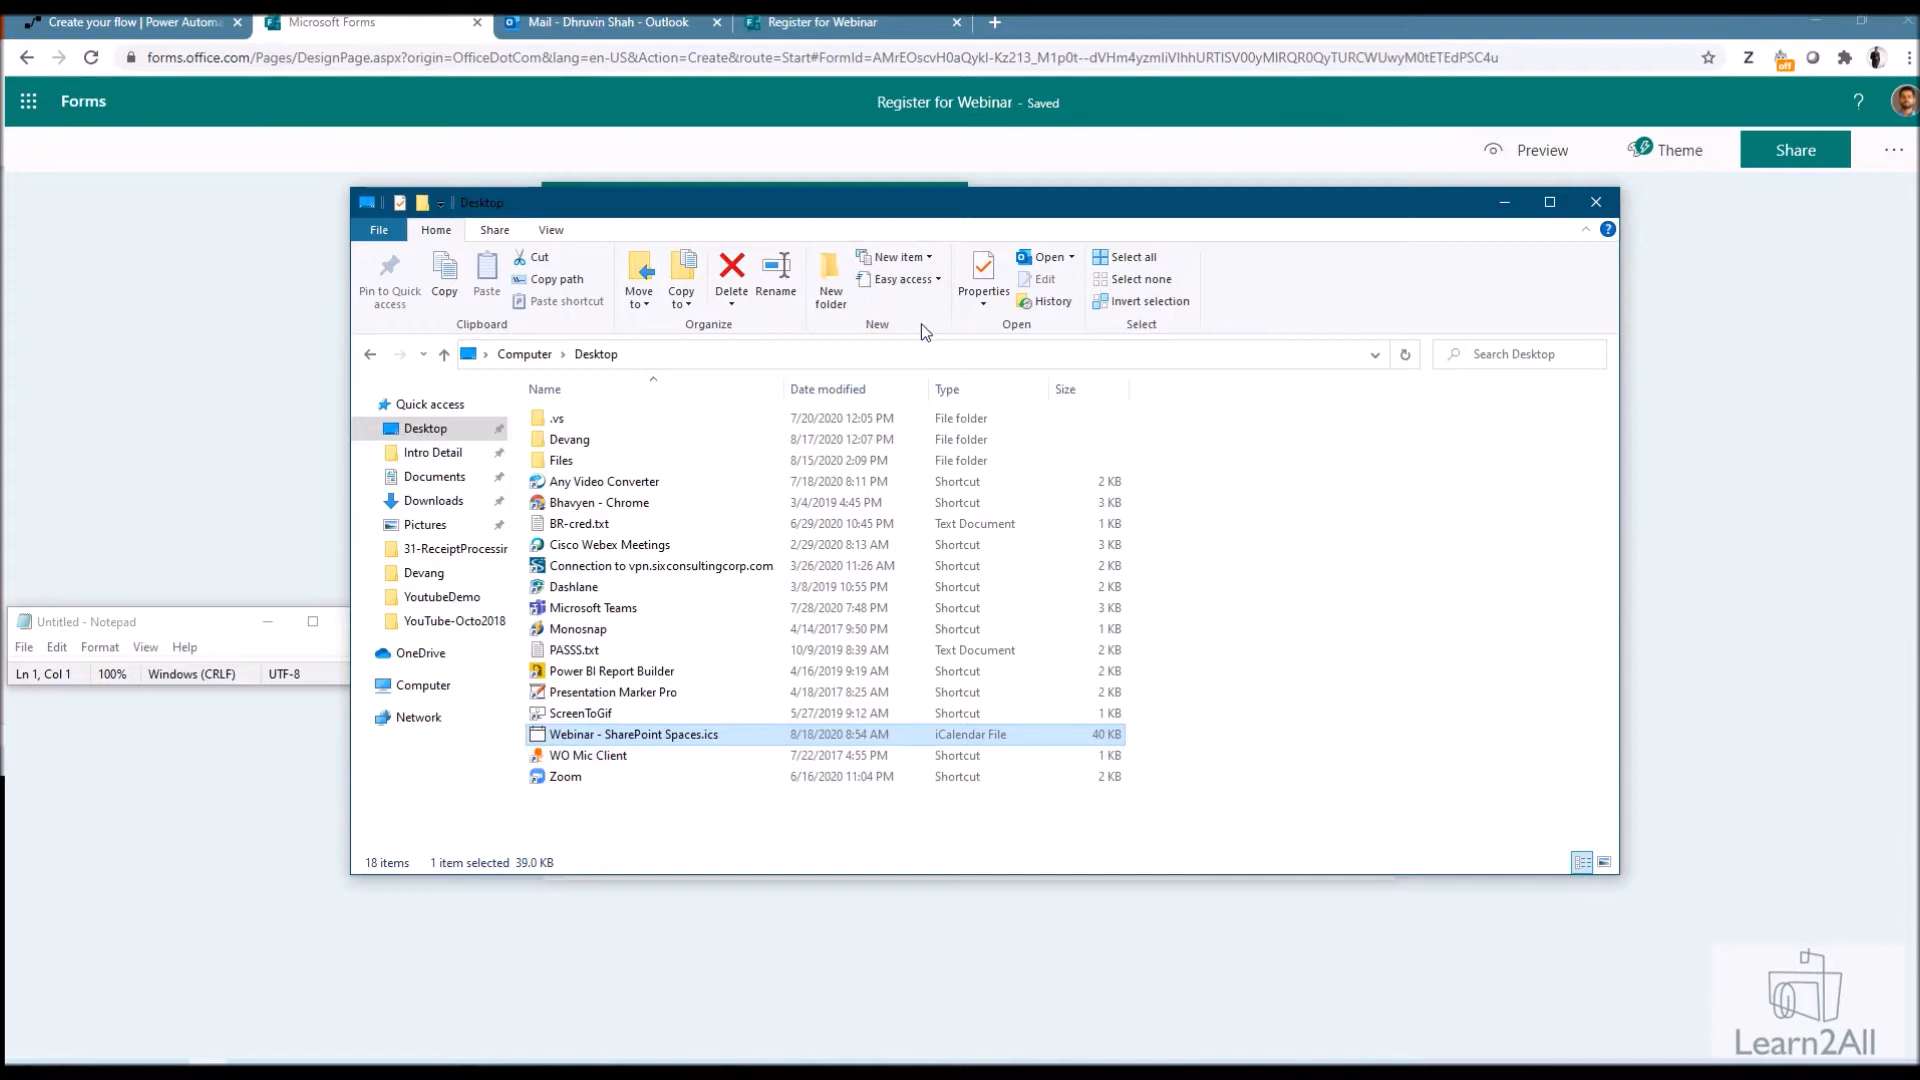 Create your flow | Power Automa
Microsoft Forms
Mail - Dhruvin Shah - Outlook
Register for Webinar
forms.office.com/Pages/DesignPage.aspx?origin=OfficeDotCom&lang=en-US&Action=Create&route=Start#FormId=AMrEOscvH0aQykI-Kz213_M1p0t--dVHm4yzmIiVIhhURTlSV00yMlRQR0QyTURCWUwyM0tETEdPSC4u
Z
off
Forms
Register for Webinar - Saved
?
Preview
Theme
Share
Desktop
File
Home
Share
View
Pin to Quick access
Copy
Paste
Cut
Copy path
Paste shortcut
Clipboard
Move to
Copy to
Delete
Rename
Organize
New folder
New item
Easy access
New
Properties
Open
Edit
History
Open
Select all
Select none
Invert selection
Select
Computer > Desktop
Search Desktop
Name Date modified Type Size
Quick access
Desktop
Intro Detail
Documents
Downloads
Pictures
31-ReceiptProcessir
Devang
YoutubeDemo
YouTube-Octo2018
OneDrive
Computer
Network
.vs 7/20/2020 12:05 PM File folder
Devang 8/17/2020 12:07 PM File folder
Files 8/15/2020 2:09 PM File folder
Any Video Converter 7/18/2020 8:11 PM Shortcut 2 KB
Bhavyen - Chrome 3/4/2019 4:45 PM Shortcut 3 KB
BR-cred.txt 6/29/2020 10:45 PM Text Document 1 KB
Cisco Webex Meetings 2/29/2020 8:13 AM Shortcut 3 KB
Connection to vpn.sixconsultingcorp.com 3/26/2020 11:26 AM Shortcut 2 KB
Dashlane 3/8/2019 10:55 PM Shortcut 2 KB
Microsoft Teams 7/28/2020 7:48 PM Shortcut 3 KB
Monosnap 4/14/2017 9:50 PM Shortcut 1 KB
PASSS.txt 10/9/2019 8:39 AM Text Document 2 KB
Power BI Report Builder 4/16/2019 9:19 AM Shortcut 2 KB
Presentation Marker Pro 4/18/2017 8:25 AM Shortcut 2 KB
ScreenToGif 5/27/2019 9:12 AM Shortcut 1 KB
Webinar - SharePoint Spaces.ics 8/18/2020 8:54 AM iCalendar File 40 KB
WO Mic Client 7/22/2017 4:55 PM Shortcut 1 KB
Zoom 6/16/2020 11:04 PM Shortcut 2 KB
18 items 1 item selected 39.0 KB
Untitled - Notepad
File Edit Format View Help
Ln 1, Col 1 100% Windows (CRLF) UTF-8
Learn2All